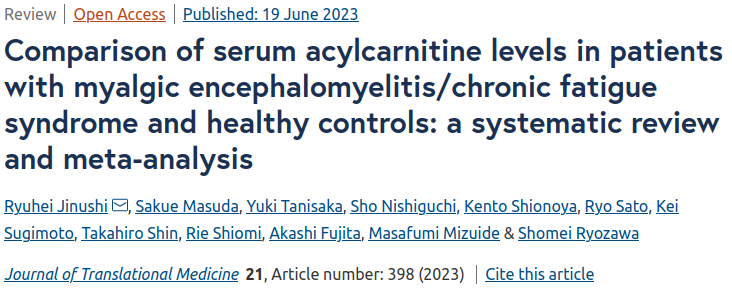 Review | Open Access | Published: 19 June 2023
Comparison of serum acylcarnitine levels in patients
with myalgic encephalomyelitis/chronic fatigue
syndrome and healthy controls: a systematic review
and meta-analysis
Ryuhei Jinushi, Sakue Masuda, Yuki Tanisaka, Sho Nishiguchi, Kento Shionoya, Ryo Sato, Kei
Sugimoto, Takahiro Shin, Rie Shiomi, Akashi Fujita, Masafumi Mizuide & Shomei Ryozawa
Journal of Translational Medicine 21, Article number: 398 (2023) | Cite this article